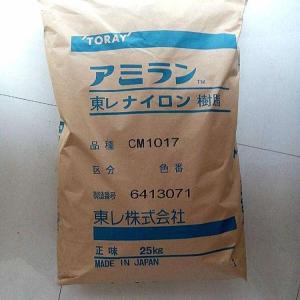 'TORAY'
アミラン™
東レナイロン 樹脂
品種 CM1017
区分 色番
製造番号 6413071
東レ株式会社
正味 25kg
MADE IN JAPAN